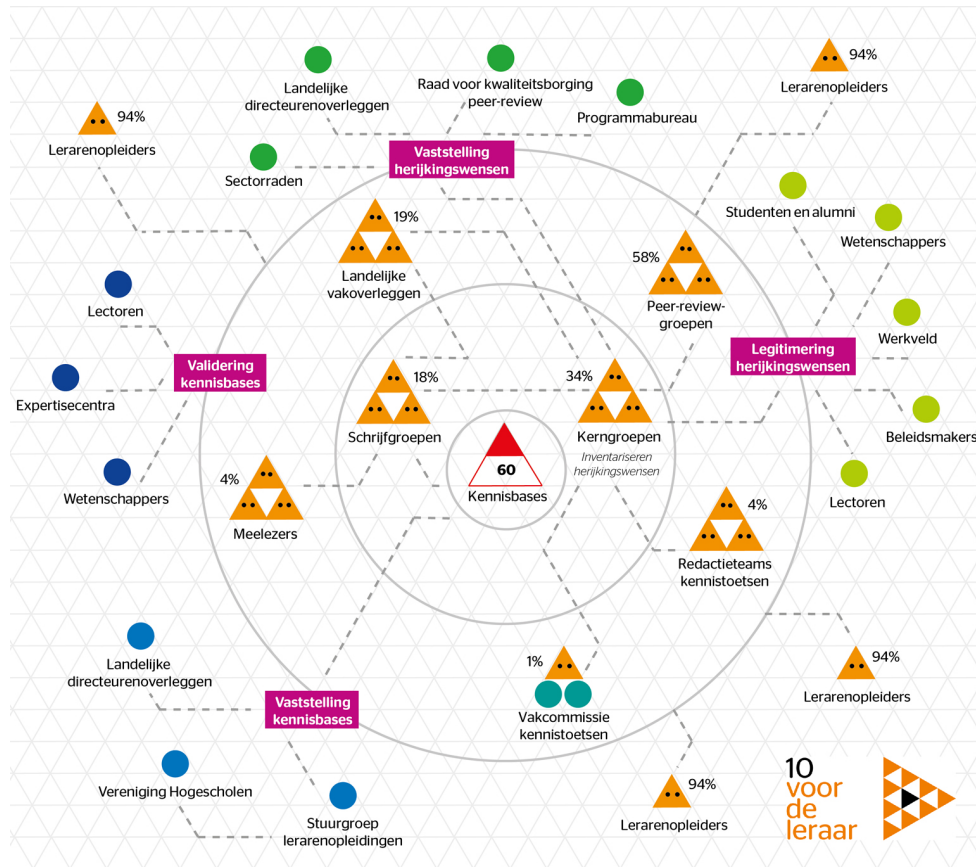 94%
Lerarenopleiders
Landelijke
directeurenoverleggen
Raad voor kwaliteitsborging
peer-review
Programmabureau
94%
Lerarenopleiders
Sectorraden
Vaststelling
herijkingswensen
Studenten en alumni
Wetenschappers
19%
Landelijke
vakoverleggen
58%
Peer-review-
groepen
Lectoren
Werkveld
Validering
kennisbases
Legitimering
herijkingswensen
Expertisecentra
18%
Schrijfgroepen
34%
Kerngroepen
Inventariseren
herijkingswensen
Beleidsmakers
60
Kennisbases
Wetenschappers
4%
Meelezers
Lectoren
4%
Redactieteams
kennistoetsen
Landelijke
directeurenoverleggen
1%
Vakcommissie
kennistoetsen
94%
Lerarenopleiders
Vaststelling
kennisbases
Vereniging Hogescholen
Stuurgroep
lerarenopleidingen
94%
Lerarenopleiders
10
voor
de
leraar